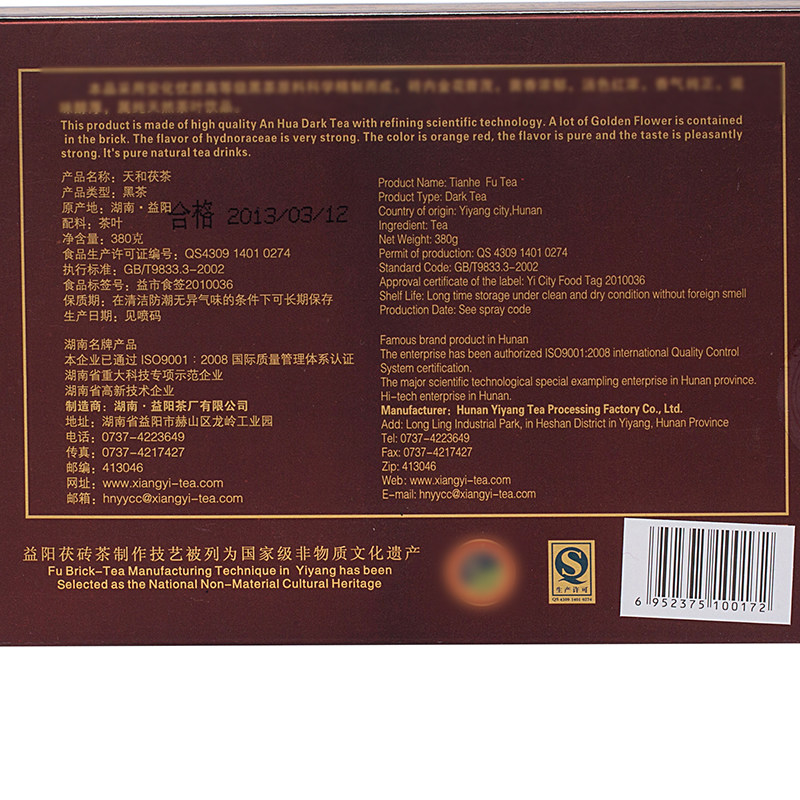 This product is made of high quality An Hua Dark Tea with refining scientific technology. A lot of Golden Flower is contained
in the brick. The flavor of hydnoraceae is very strong. The color is orange red, the flavor is pure and the taste is pleasantly
strong. It's pure natural tea drinks.
产品名称：天和茯茶
产品类型：黑茶
原产地：湖南·益阳
合格 2013/03/12
配料：茶叶
净含量：380克
食品生产许可证编号：QS4309 1401 0274
执行标准：GB/T9833.3-2002
食品标签号：益市食签2010036
保质期：在清洁防潮无异气味的条件下可长期保存
生产日期：见喷码
湖南名牌产品
本企业已通过 ISO9001：2008 国际质量管理体系认证
湖南省重大科技专项示范企业
湖南省高新技术企业
制造商：湖南·益阳茶厂有限公司
地址：湖南省益阳市赫山区龙岭工业园
电话：0737-4223649
传真：0737-4217427
邮编：413046
网址：www.xiangyi-tea.com
邮箱：hnyycc@xiangyi-tea.com
Product Name: Tianhe Fu Tea
Product Type: Dark Tea
Country of origin: Yiyang city,Hunan
Ingredient: Tea
Net Weight: 380g
Permit of production: QS 4309 1401 0274
Standard Code: GB/T9833.3-2002
Approval certificate of the label: Yi City Food Tag 2010036
Shelf Life: Long time storage under clean and dry condition without foreign smell
Production Date: See spray code
Famous brand product in Hunan
The enterprise has been authorized ISO9001:2008 international Quality Control
System certification.
The major scientific technological special exampling enterprise in Hunan province.
Hi-tech enterprise in Hunan.
Manufacturer: Hunan Yiyang Tea Processing Factory Co., Ltd.
Add: Long Ling Industrial Park, in Heshan District in Yiyang, Hunan Province
Tel: 0737-4223649
Fax: 0737-4217427
Zip: 413046
Web: www.xiangyi-tea.com
E-mail: hnyycc@xiangyi-tea.com
益阳茯砖茶制作技艺被列为国家级非物质文化遗产
Fu Brick-Tea Manufacturing Technique in Yiyang has been
Selected as the National Non-Material Cultural Heritage
QS
生产许可
QS 4309 1401 0274
6 952375 100172